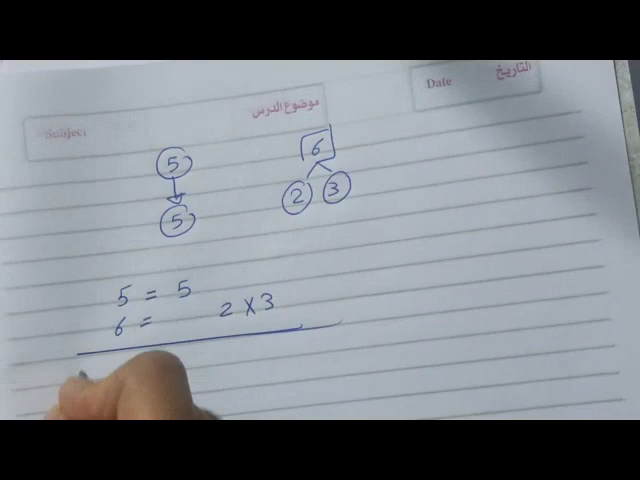 Subject موضوع الدرس
Date التاريخ
5 6
5 2 3
5 = 5
6 = 2 X 3